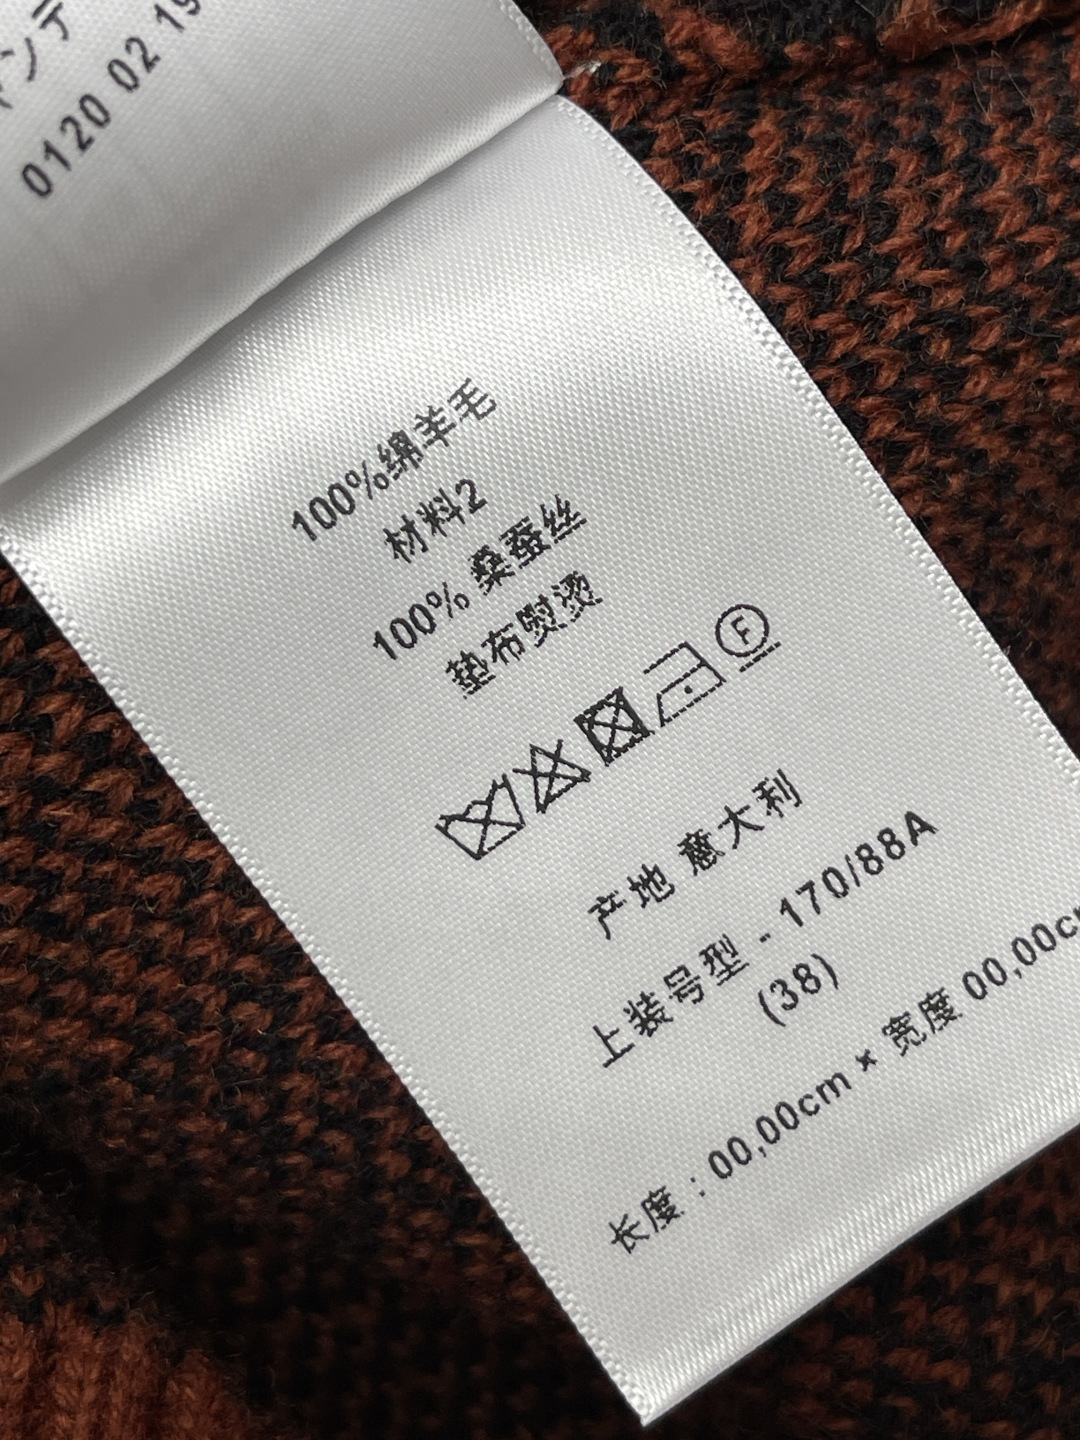 ンテ
0120 02 19
100%绵羊毛
材料2
100% 桑蚕丝
垫布熨烫
F
产地 意大利
上装号型 - 170/88A
(38)
长度 : 00,00cm × 宽度 00,00c